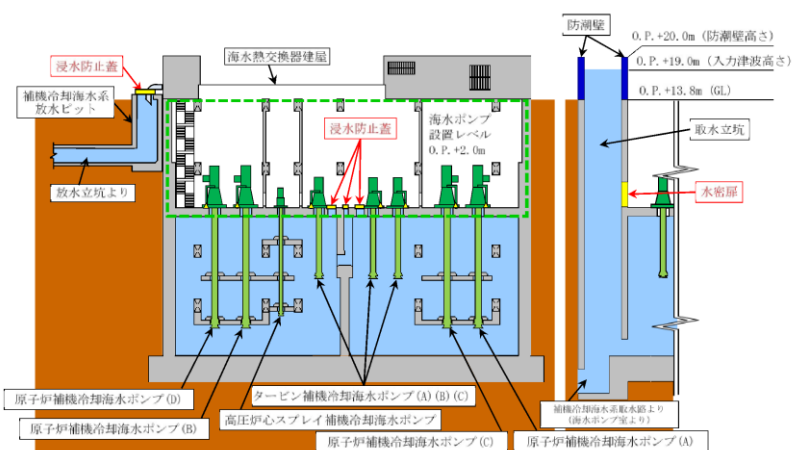 防潮壁
O.P.+20.0m (防潮壁高さ)
O.P.+19.0m (入力津波高さ)
O.P.+13.8m (GL)
海水熱交換器建屋
浸水防止蓋
補機冷却海水系
放水ピット
浸水防止蓋
海水ポンプ
設置レベル
O.P.+2.0m
取水立坑
放水立坑より
水密扉
原子炉補機冷却海水ポンプ(D)
タービン補機冷却海水ポンプ(A)(B)(C)
補機冷却海水系取水路より
(海水ポンプ室より)
高圧炉心スプレイ補機冷却海水ポンプ
原子炉補機冷却海水ポンプ(B)
原子炉補機冷却海水ポンプ(C)
原子炉補機冷却海水ポンプ(A)